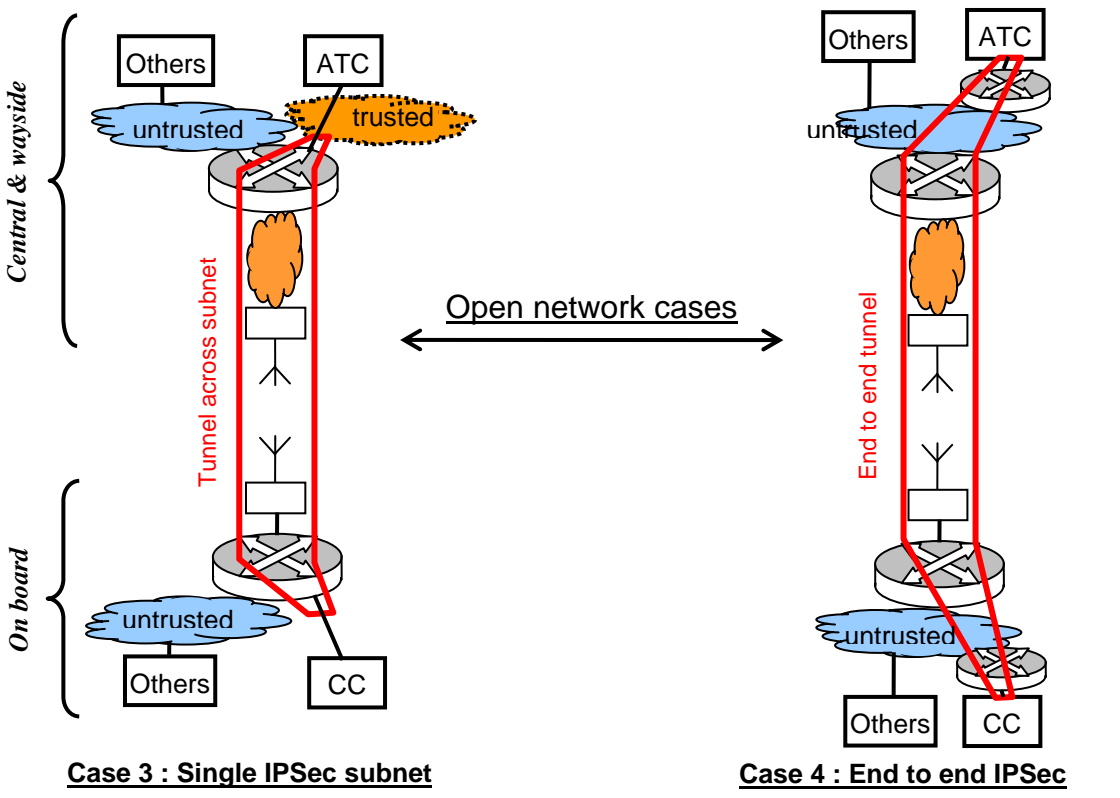 Central & wayside
On board
Others
ATC
untrusted
trusted
Tunnel across subnet
untrusted
Others
CC
Case 3 : Single IPSec subnet
Open network cases
Others
ATC
untrusted
End to end tunnel
untrusted
Others
CC
Case 4 : End to end IPSec